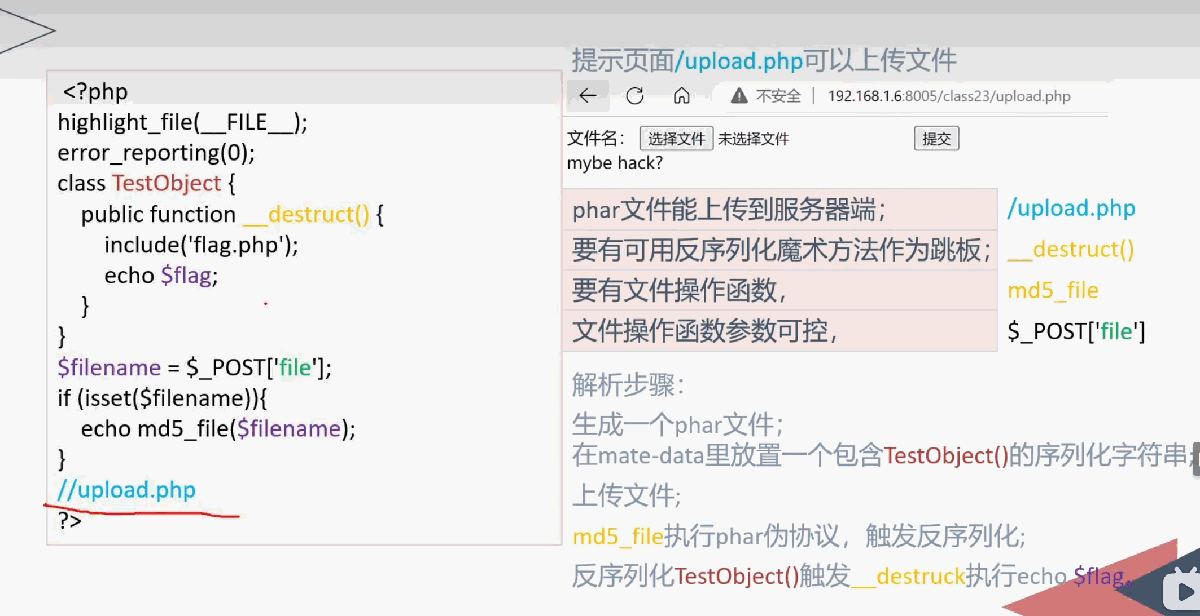 <?php
highlight_file(__FILE__);
error_reporting(0);
class TestObject {
public function __destruct() {
include('flag.php');
echo $flag;
}
}
$filename = $_POST['file'];
if (isset($filename)){
echo md5_file($filename);
}
//upload.php
?>
提示页面/upload.php可以上传文件
不安全 | 192.168.1.6:8005/class23/upload.php
文件名： 选择文件 未选择文件 提交
mybe hack?
phar文件能上传到服务器端； /upload.php
要有可用反序列化魔术方法作为跳板； __destruct()
要有文件操作函数， md5_file
文件操作函数参数可控， $_POST['file']
解析步骤：
生成一个phar文件；
在mate-data里放置一个包含TestObject()的序列化字符串；
上传文件；
md5_file执行phar伪协议，触发反序列化；
反序列化TestObject()触发__destruck执行echo $flag。